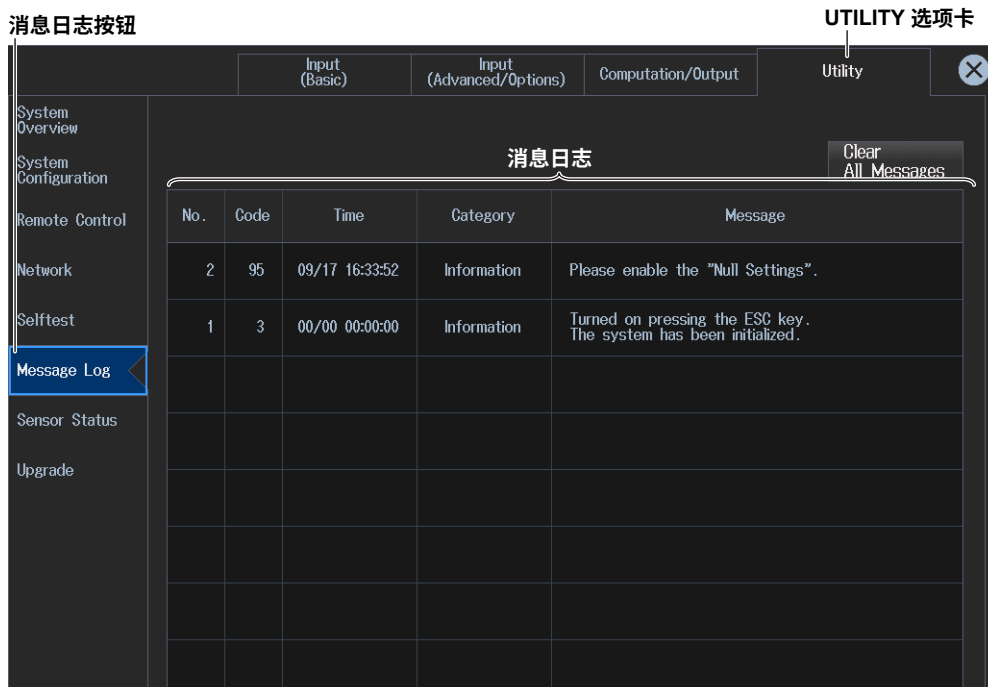 消息日志按钮
UTILITY 选项卡
Input
(Basic)
Input
(Advanced/Options)
Computation/Output
Utility
System
Overview
System
Configuration
Remote Control
Network
Selftest
Message Log
Sensor Status
Upgrade
消息日志
Clear
All Messages
No. Code Time Category Message
2 95 09/17 16:33:52 Information Please enable the "Null Settings".
1 3 00/00 00:00:00 Information Turned on pressing the ESC key.
The system has been initialized.